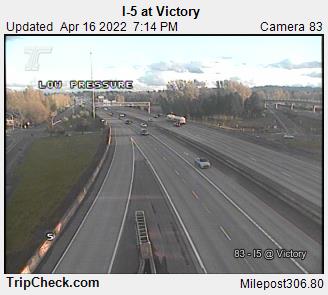 I-5 at Victory
Updated Apr 16 2022 7:14 PM Camera 83
LOW PRESSURE
S
83 - I5 @ Victory
TripCheck.com Milepost306.80